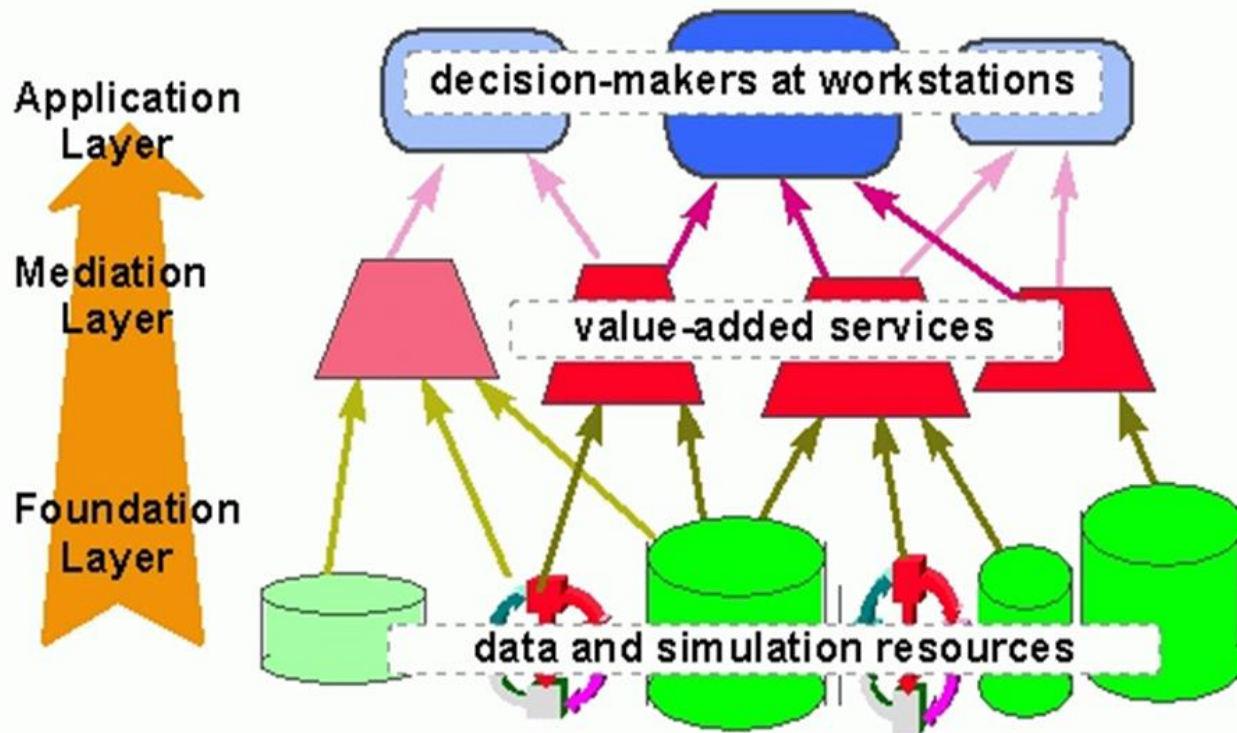 decision-makers at workstations
Application
Layer
Mediation
Layer
value-added services
Foundation
Layer
data and simulation resources